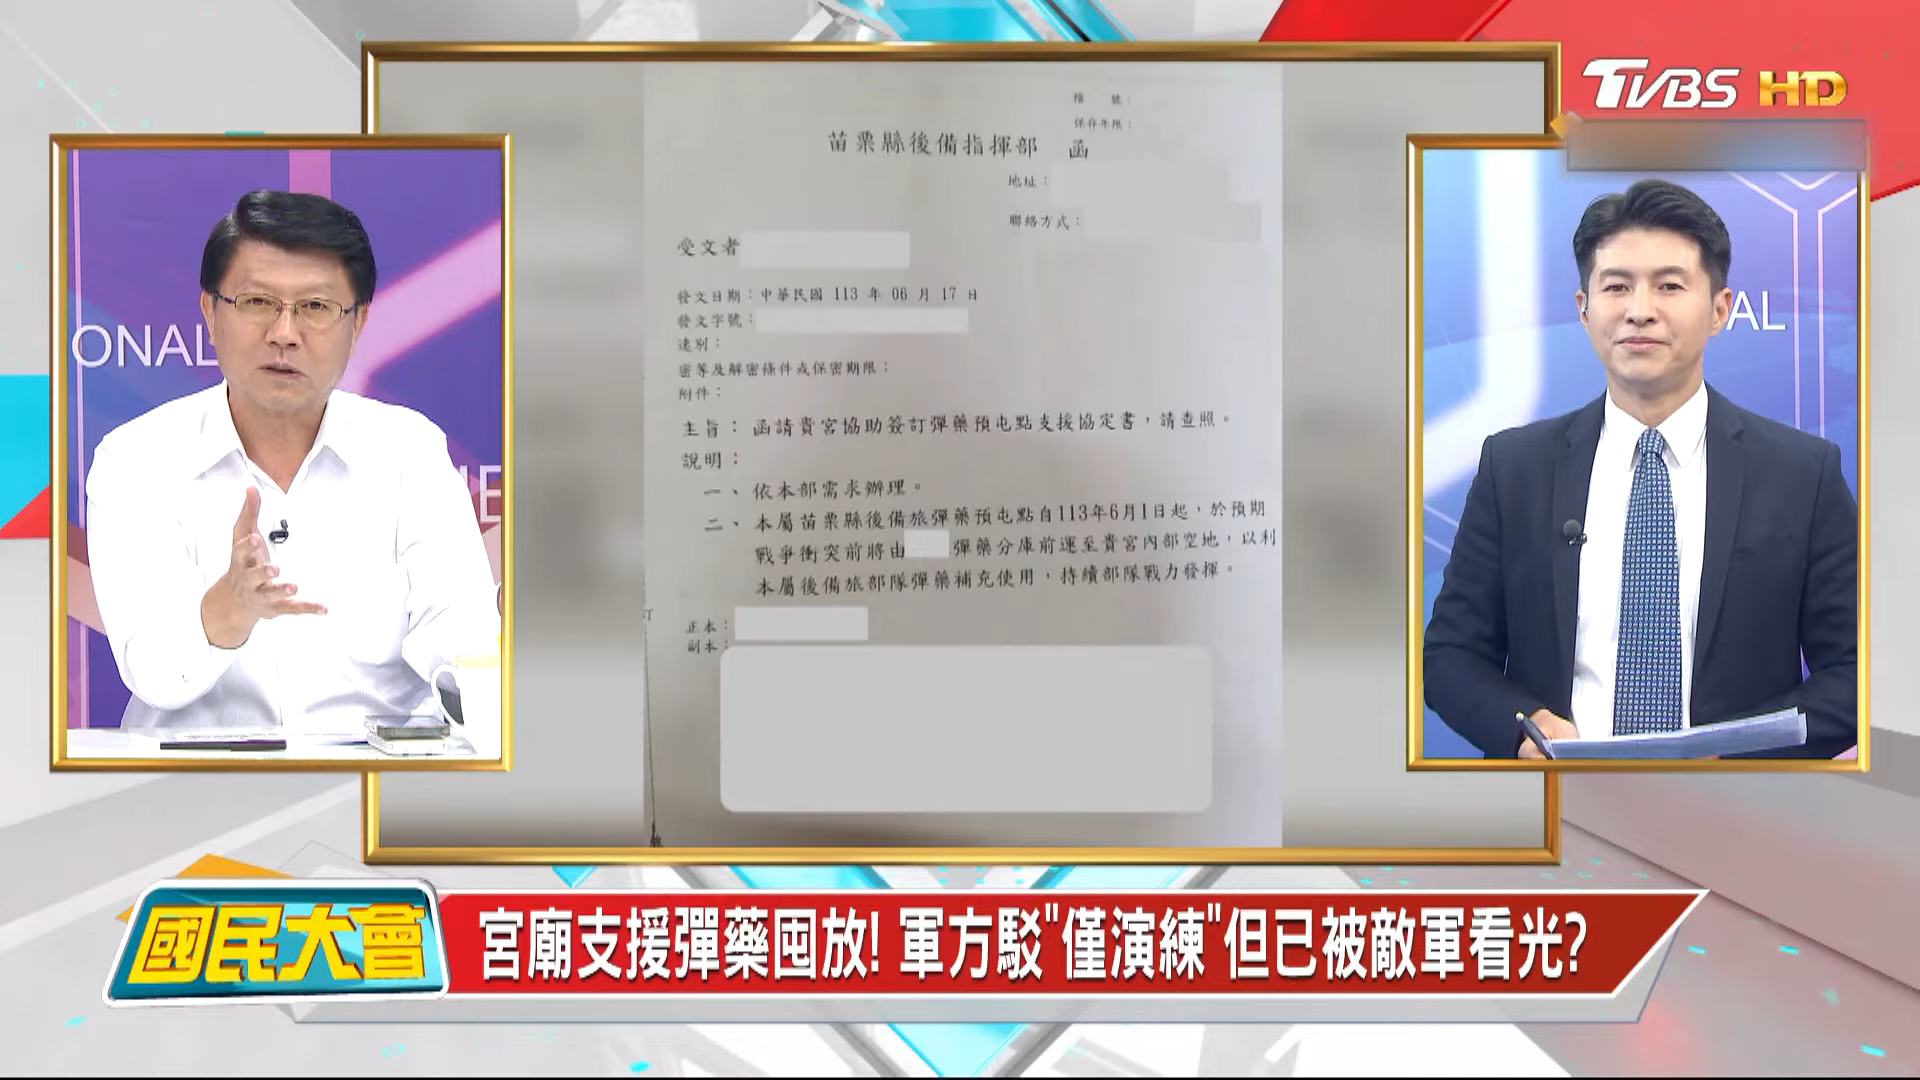 TVBS HD
檔 號：
保存年限：
苗栗縣後備指揮部 函
地址：
聯絡方式：
受文者
發文日期：中華民國 113 年 06 月 17 日
發文字號：
速別：
密等及解密條件或保密期限：
附件：
主旨：函請貴宮協助簽訂彈藥預屯點支援協定書，請查照。
說明：
一、依本部需求辦理。
二、本屬苗栗縣後備旅彈藥預屯點自113年6月1日起，於預期
戰爭衝突前將由 彈藥分庫前運至貴宮內部空地，以利
本屬後備旅部隊彈藥補充使用，持續部隊戰力發揮。
訂
正本：
副本：
ONAL
NE
AL
國民大會
宮廟支援彈藥囤放! 軍方駁"僅演練"但已被敵軍看光?